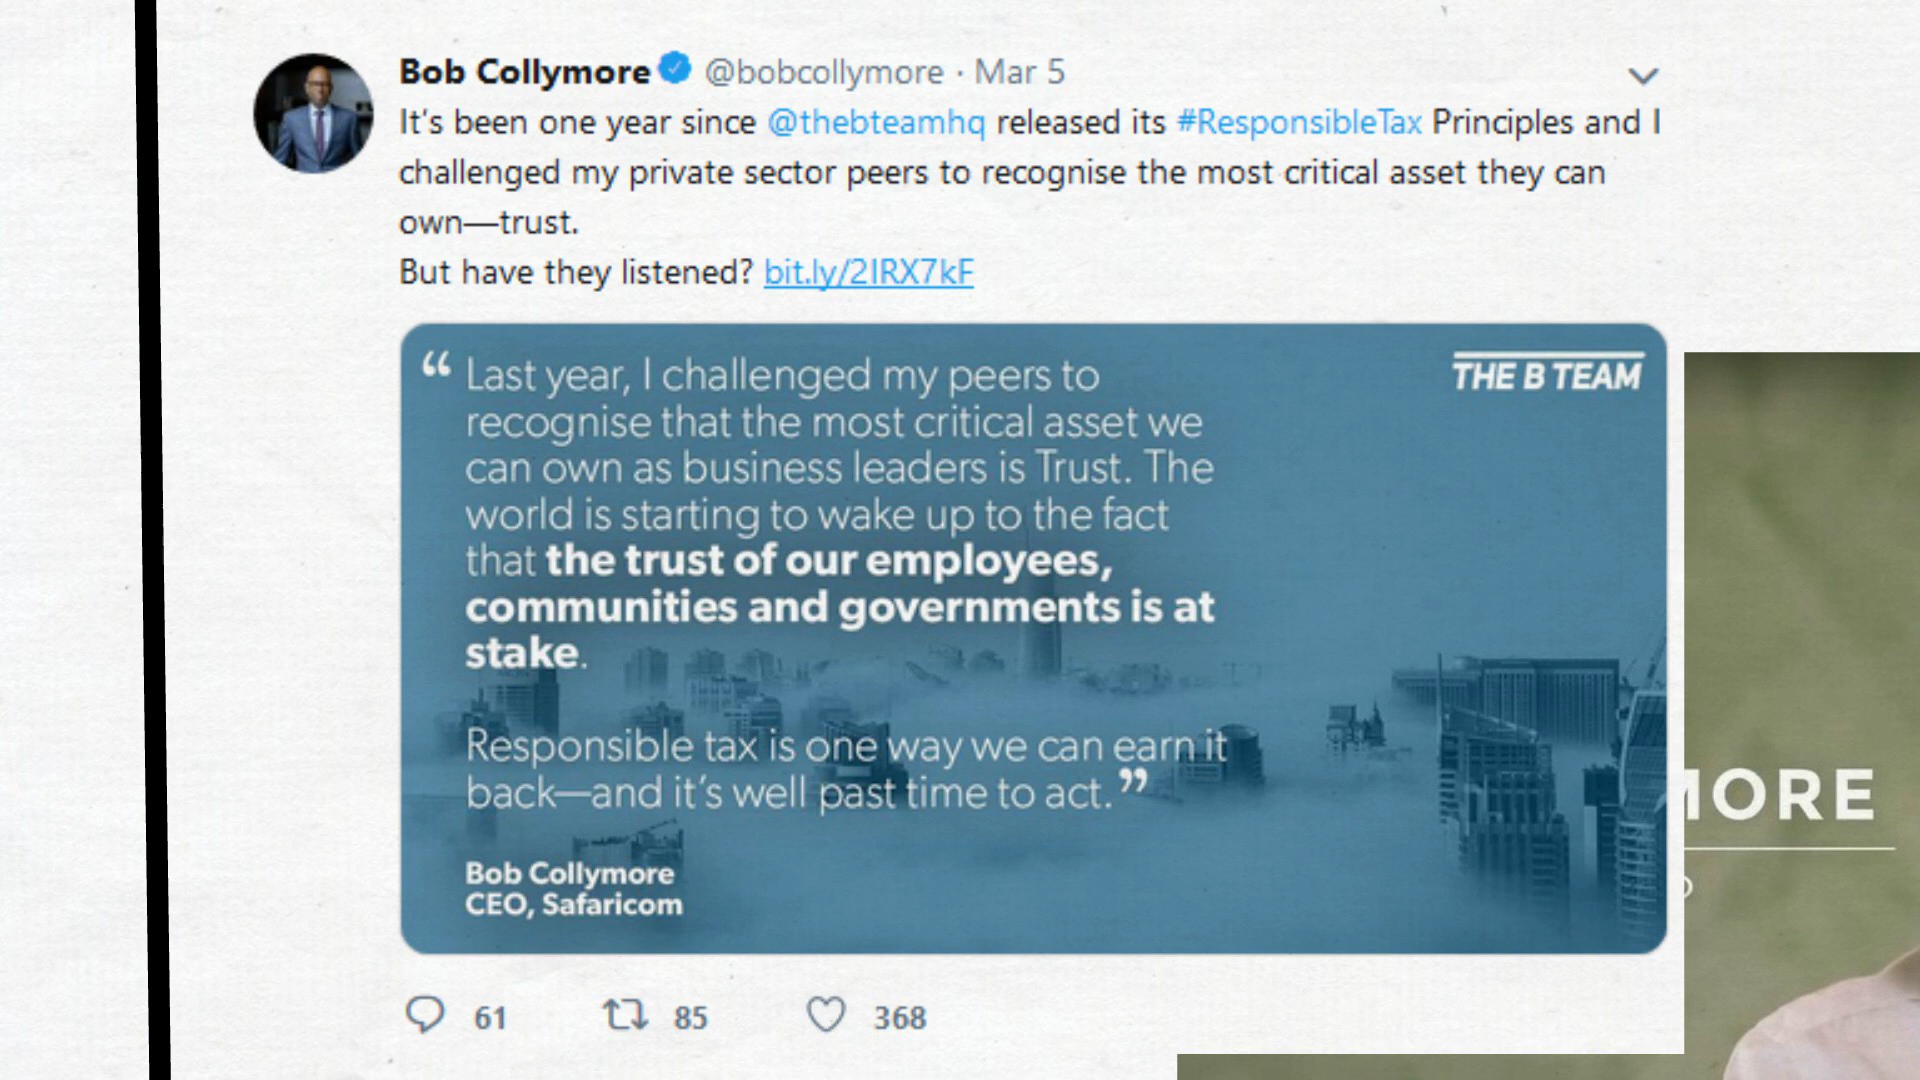 Bob Collymore @bobcollymore · Mar 5
It's been one year since @thebteamhq released its #ResponsibleTax Principles and I
challenged my private sector peers to recognise the most critical asset they can
own—trust.
But have they listened? bit.ly/2IRX7kF
“ Last year, I challenged my peers to
recognise that the most critical asset we
can own as business leaders is Trust. The
world is starting to wake up to the fact
that the trust of our employees,
communities and governments is at
stake.
Responsible tax is one way we can earn it
back—and it's well past time to act.”
Bob Collymore
CEO, Safaricom
THE B TEAM
61 85 368
MORE